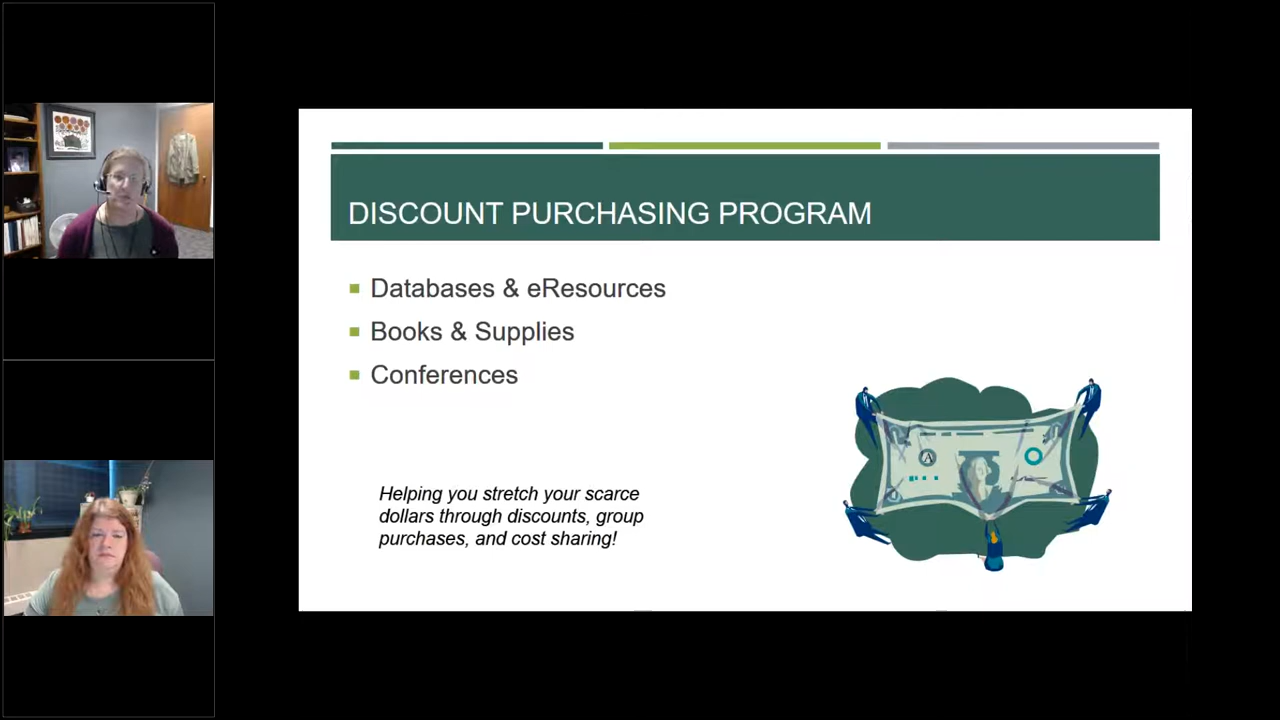 DISCOUNT PURCHASING PROGRAM
Databases & eResources
Books & Supplies
Conferences
Helping you stretch your scarce
dollars through discounts, group
purchases, and cost sharing!
A